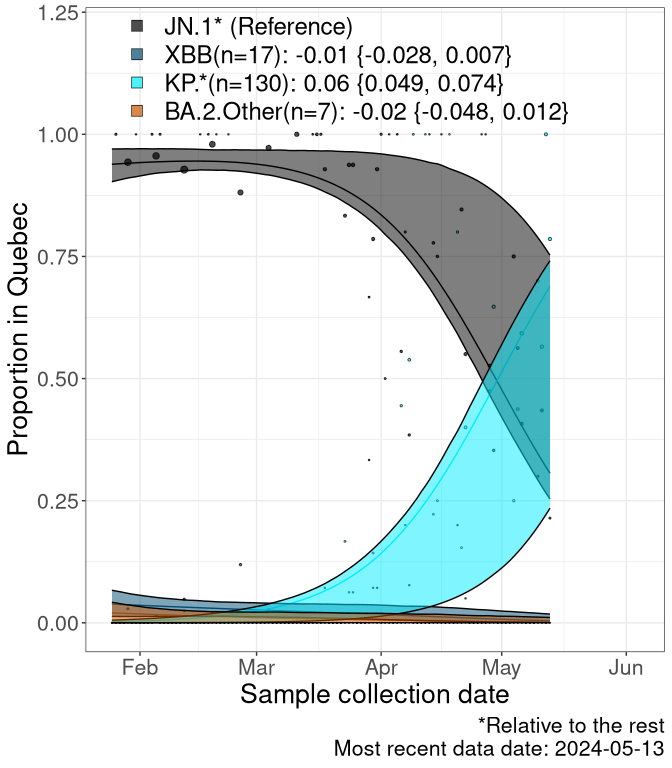 1.25
JN.1* (Reference)
XBB(n=17): -0.01 {-0.028, 0.007}
KP.*(n=130): 0.06 {0.049, 0.074}
BA.2.Other(n=7): -0.02 {-0.048, 0.012}
1.00
0.75
0.50
0.25
0.00
Proportion in Quebec
Feb Mar Apr May Jun
Sample collection date
*Relative to the rest
Most recent data date: 2024-05-13